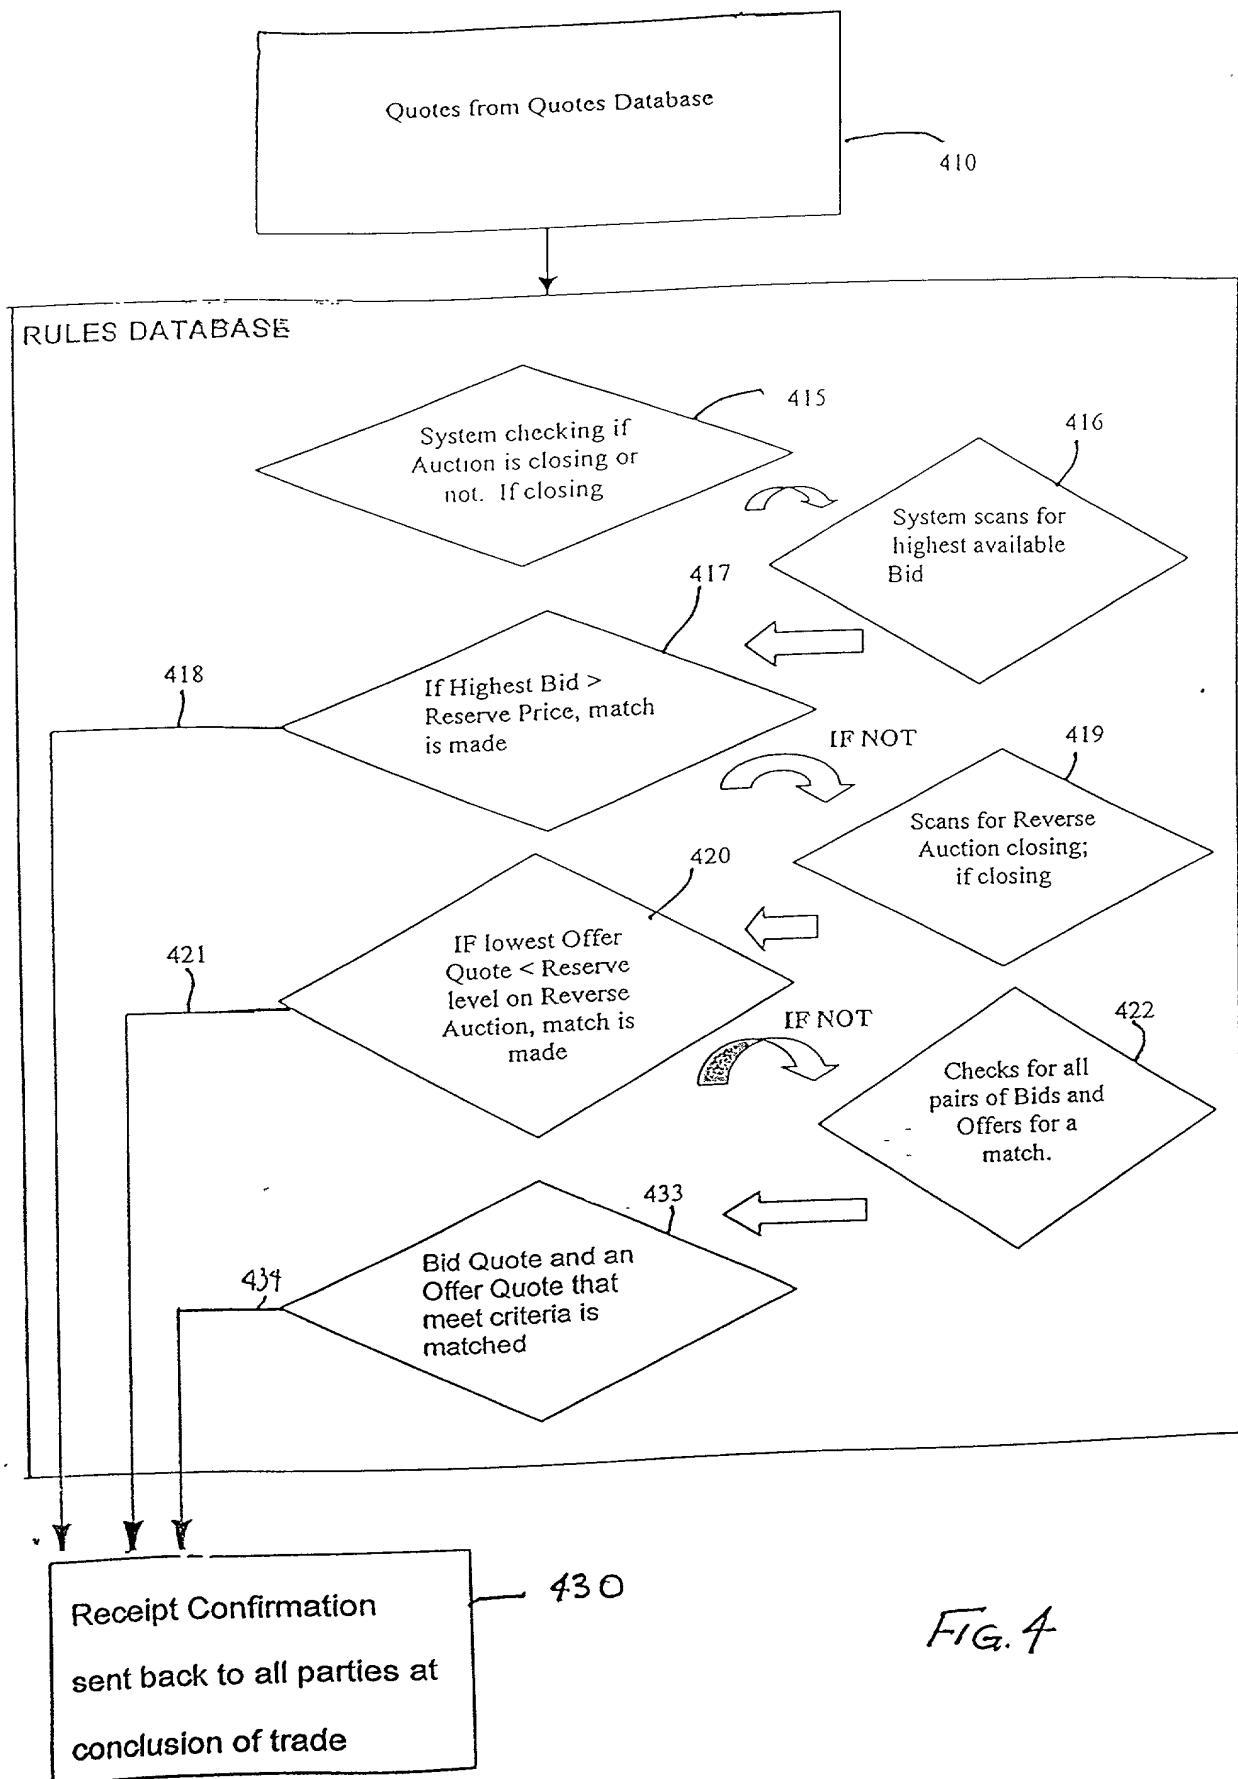 Quotes from Quotes Database
410
RULES DATABASE
415
System checking if
Auction is closing or
not. If closing
416
System scans for
highest available
Bid
417
418
If Highest Bid >
Reserve Price, match
is made
IF NOT
419
Scans for Reverse
Auction closing;
if closing
420
421
IF lowest Offer
Quote < Reserve
level on Reverse
Auction, match is
made
IF NOT
422
Checks for all
pairs of Bids and
Offers for a
match.
433
434
Bid Quote and an
Offer Quote that
meet criteria is
matched
Receipt Confirmation
sent back to all parties at
conclusion of trade
430
FIG. 4